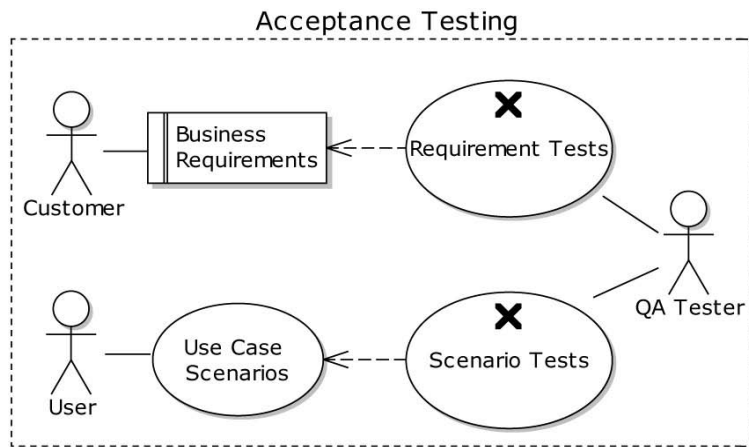 Acceptance Testing
Business
Requirements
Requirement Tests
Customer
QA Tester
Use Case
Scenarios
Scenario Tests
User